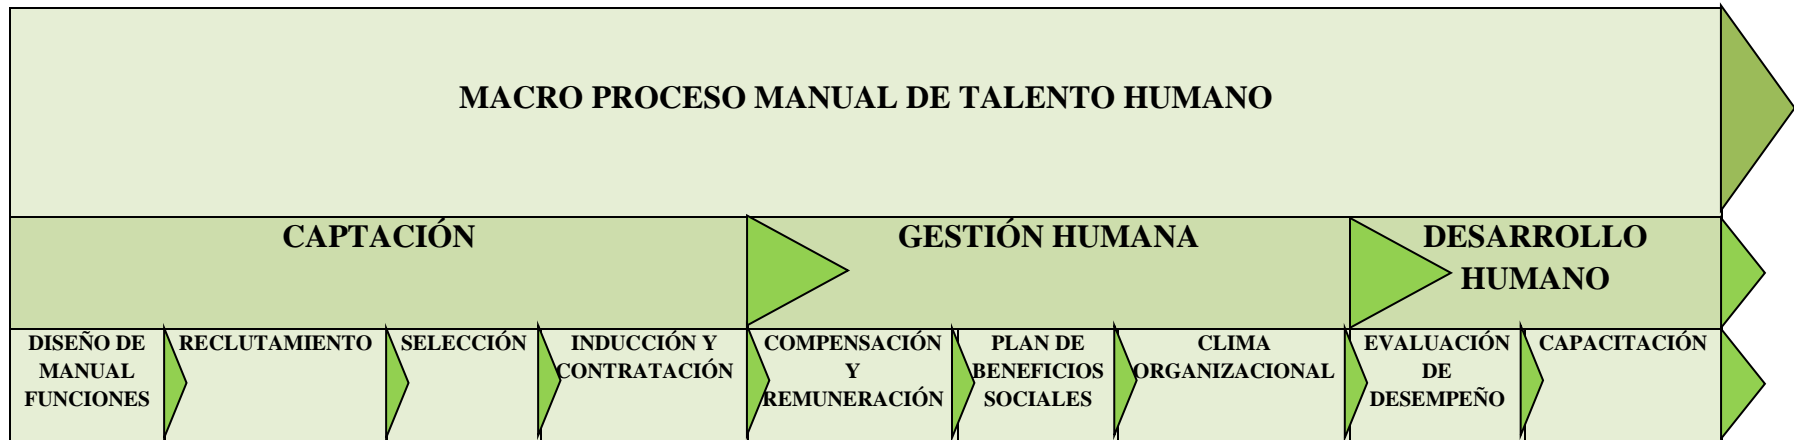 MACRO PROCESO MANUAL DE TALENTO HUMANO
CAPTACIÓN
GESTIÓN HUMANA
DESARROLLO
HUMANO
DISEÑO DE
MANUAL
FUNCIONES
RECLUTAMIENTO
SELECCIÓN
INDUCCIÓN Y
CONTRATACIÓN
COMPENSACIÓN
Y
REMUNERACIÓN
PLAN DE
BENEFICIOS
SOCIALES
CLIMA
ORGANIZACIONAL
EVALUACIÓN
DE
DESEMPEÑO
CAPACITACIÓN